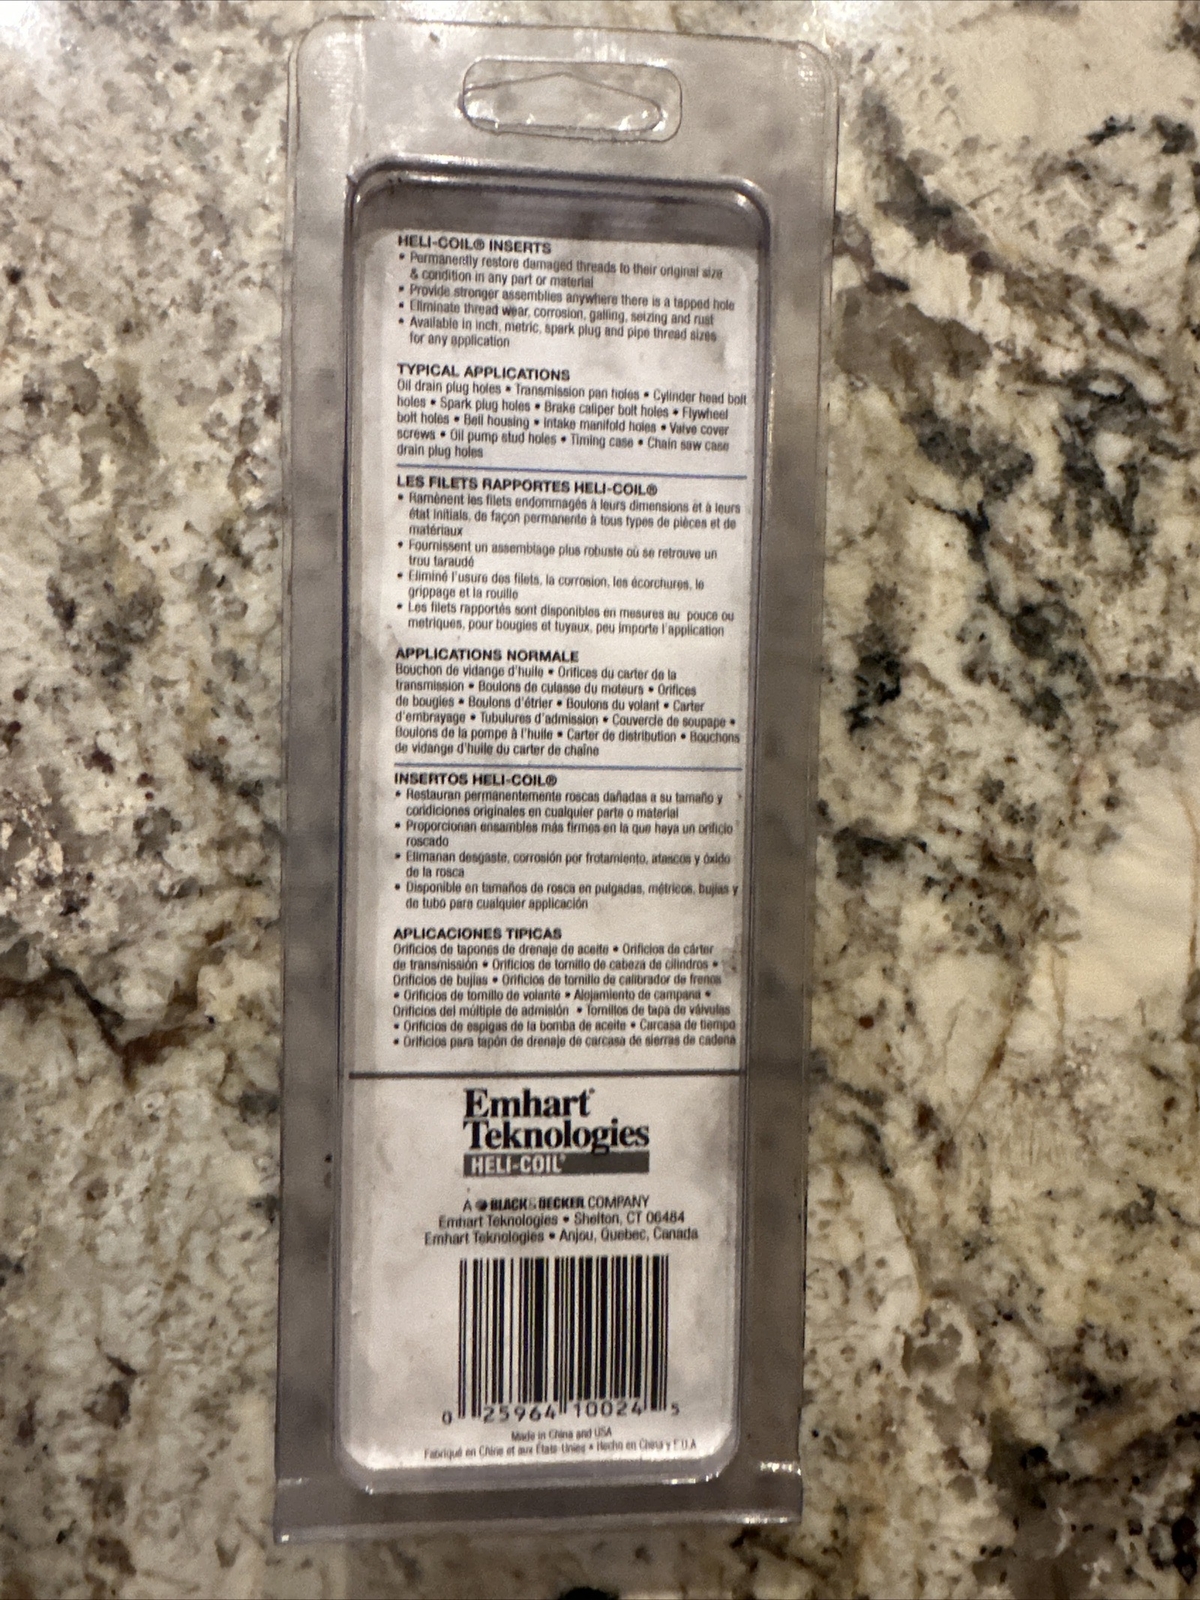 HELI-COIL® INSERTS
• Permanently restore damaged threads to their original size
& condition in any part or material
• Provide stronger assemblies anywhere there is a tapped hole
• Eliminate thread wear, corrosion, galling, seizing and rust
• Available in inch, metric, spark plug and pipe thread sizes
for any application
TYPICAL APPLICATIONS
Oil drain plug holes • Transmission pan holes • Cylinder head bolt
holes • Spark plug holes • Brake caliper bolt holes • Flywheel
bolt holes • Bell housing • Intake manifold holes • Valve cover
screws • Oil pump stud holes • Timing case • Chain saw case
drain plug holes
LES FILETS RAPPORTES HELI-COIL®
• Ramènent les filets endommagés à leurs dimensions et à leurs
état initials, de façon permanente à tous types de pièces et de
matériaux
• Fournissent un assemblage plus robuste où se retrouve un
trou taraudé
• Eliminé l'usure des filets, la corrosion, les écorchures, le
grippage et la rouille
• Les filets rapportés sont disponibles en mesures au pouce ou
metriques, pour bougies et tuyaux, peu importe l'application
APPLICATIONS NORMALE
Bouchon de vidange d'huile • Orifices du carter de la
transmission • Boulons de culasse du moteurs • Orifices
de bougies • Boulons d'étrier • Boulons du volant • Carter
d'embrayage • Tubulures d'admission • Couvercle de soupape •
Boulons de la pompe à l'huile • Carter de distribution • Bouchons
de vidange d'huile du carter de chaîne
INSERTOS HELI-COIL®
• Restauran permanentemente roscas dañadas a su tamaño y
condiciones originales en cualquier parte o material
• Proporcionan ensambles más firmes en la que haya un orificio
roscado
• Elimanan desgaste, corrosión por frotamiento, atascos y óxido
de la rosca
• Disponible en tamaños de rosca en pulgadas, métricos, bujías y
de tubo para cualquier applicación
APLICACIONES TIPICAS
Orificios de tapones de drenaje de aceite • Orificios de cárter
de transmissión • Orificios de tornillo de cabeza de cilindros •
Orificios de bujías • Orificios de tornillo de calibrador de frenos
• Orificios de tornillo de volante • Alojamiento de campana •
Orificios del múltiple de admisión • Tornillos de tapa de válvulas
• Orificios de espigas de la bomba de aceite • Carcasa de tiempo
• Orificios para tapón de drenaje de carcasa de sierras de cadena
Emhart®
Teknologies
HELI-COIL®
A BLACK & DECKER COMPANY
Emhart Teknologies • Shelton, CT 06484
Emhart Teknologies • Anjou, Quebec, Canada
0 25964 10024 5
Made in China and USA
Fabriqué en Chine et aux États-Unies • Hecho en China y E.U.A